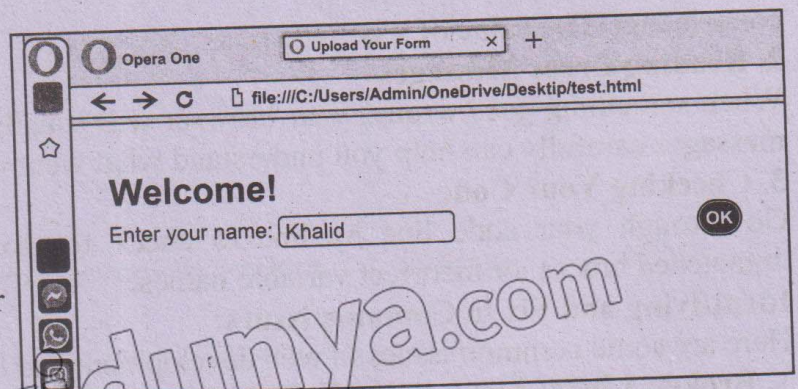 Opera One
Upload Your Form
file:///C:/Users/Admin/OneDrive/Desktip/test.html
Welcome!
Enter your name: Khalid
OK
dunya.com